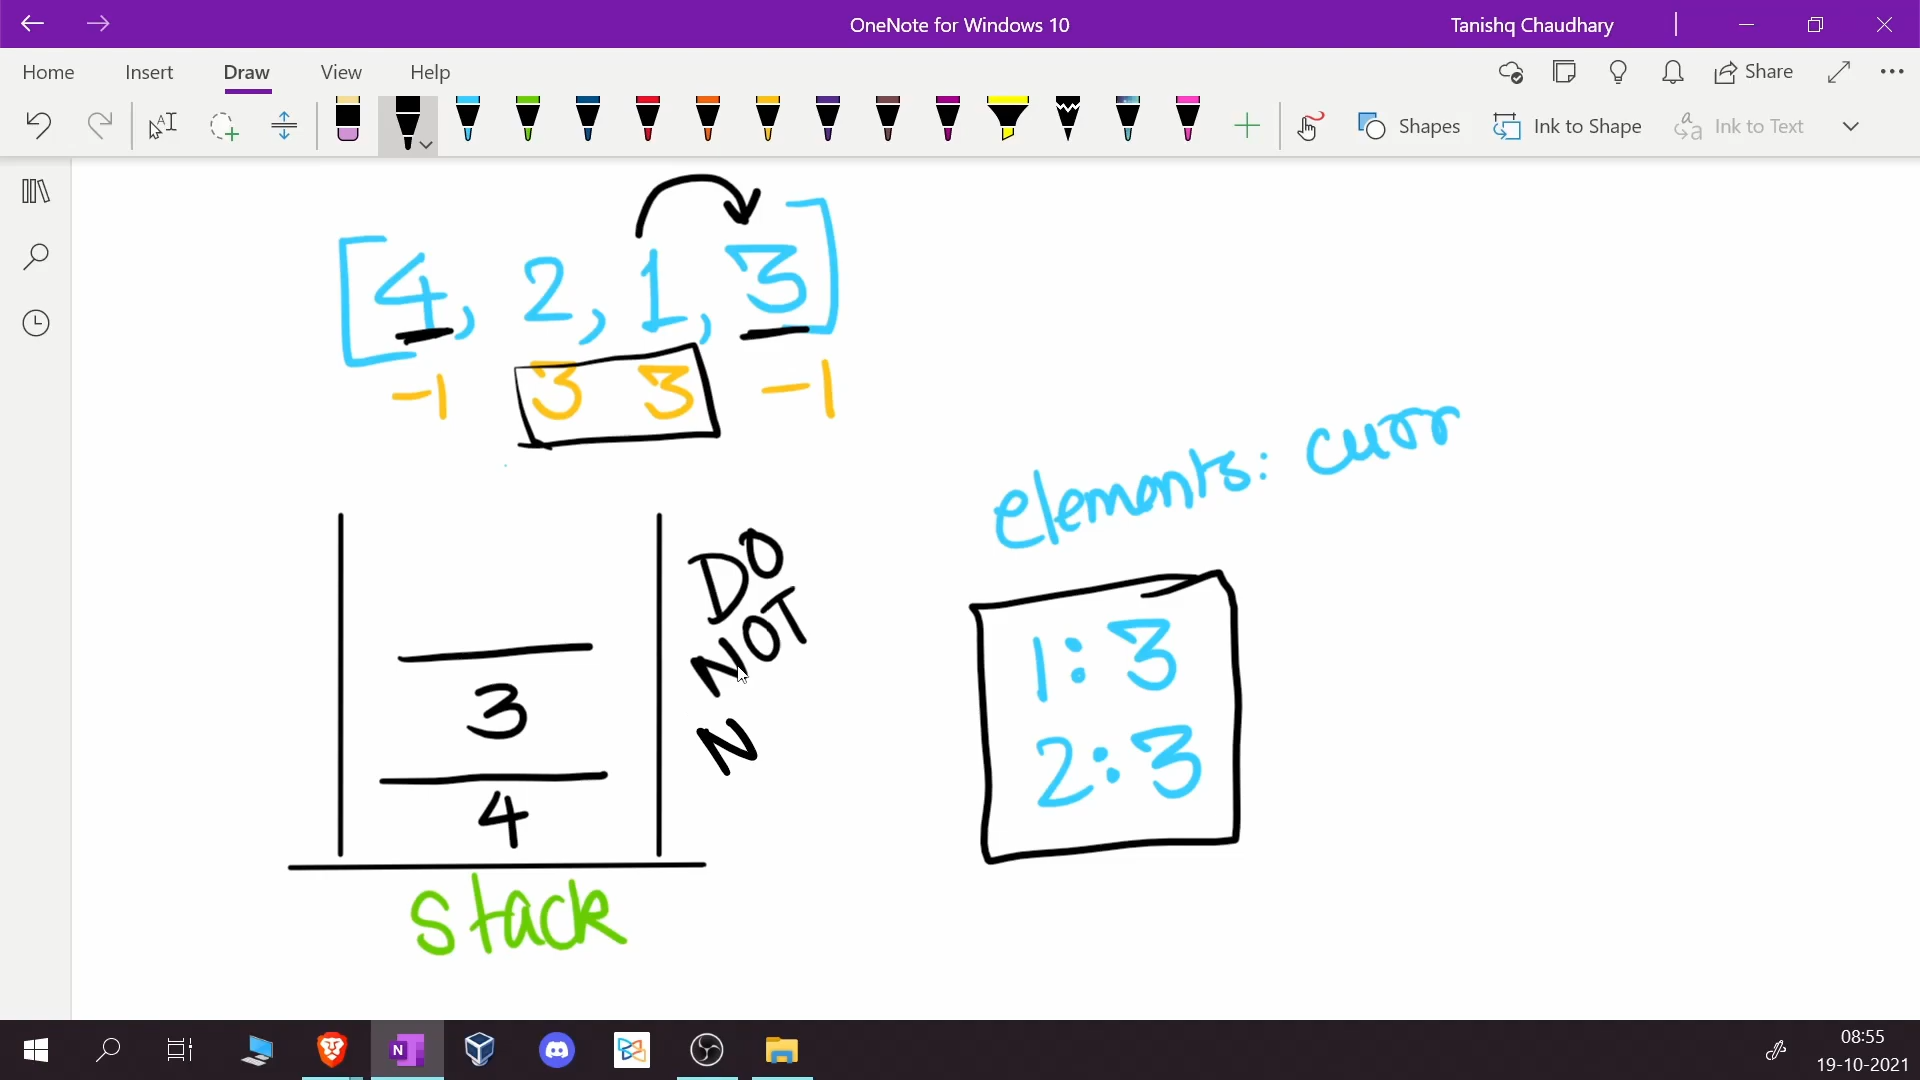 OneNote for Windows 10
Tanishq Chaudhary
Home Insert Draw View Help
Share
Shapes Ink to Shape Ink to Text
[4, 2, 1, 3]
-1 3 3 -1
elements: curr
DO
NOT
N
3
4
stack
1:3
2:3
08:55
19-10-2021